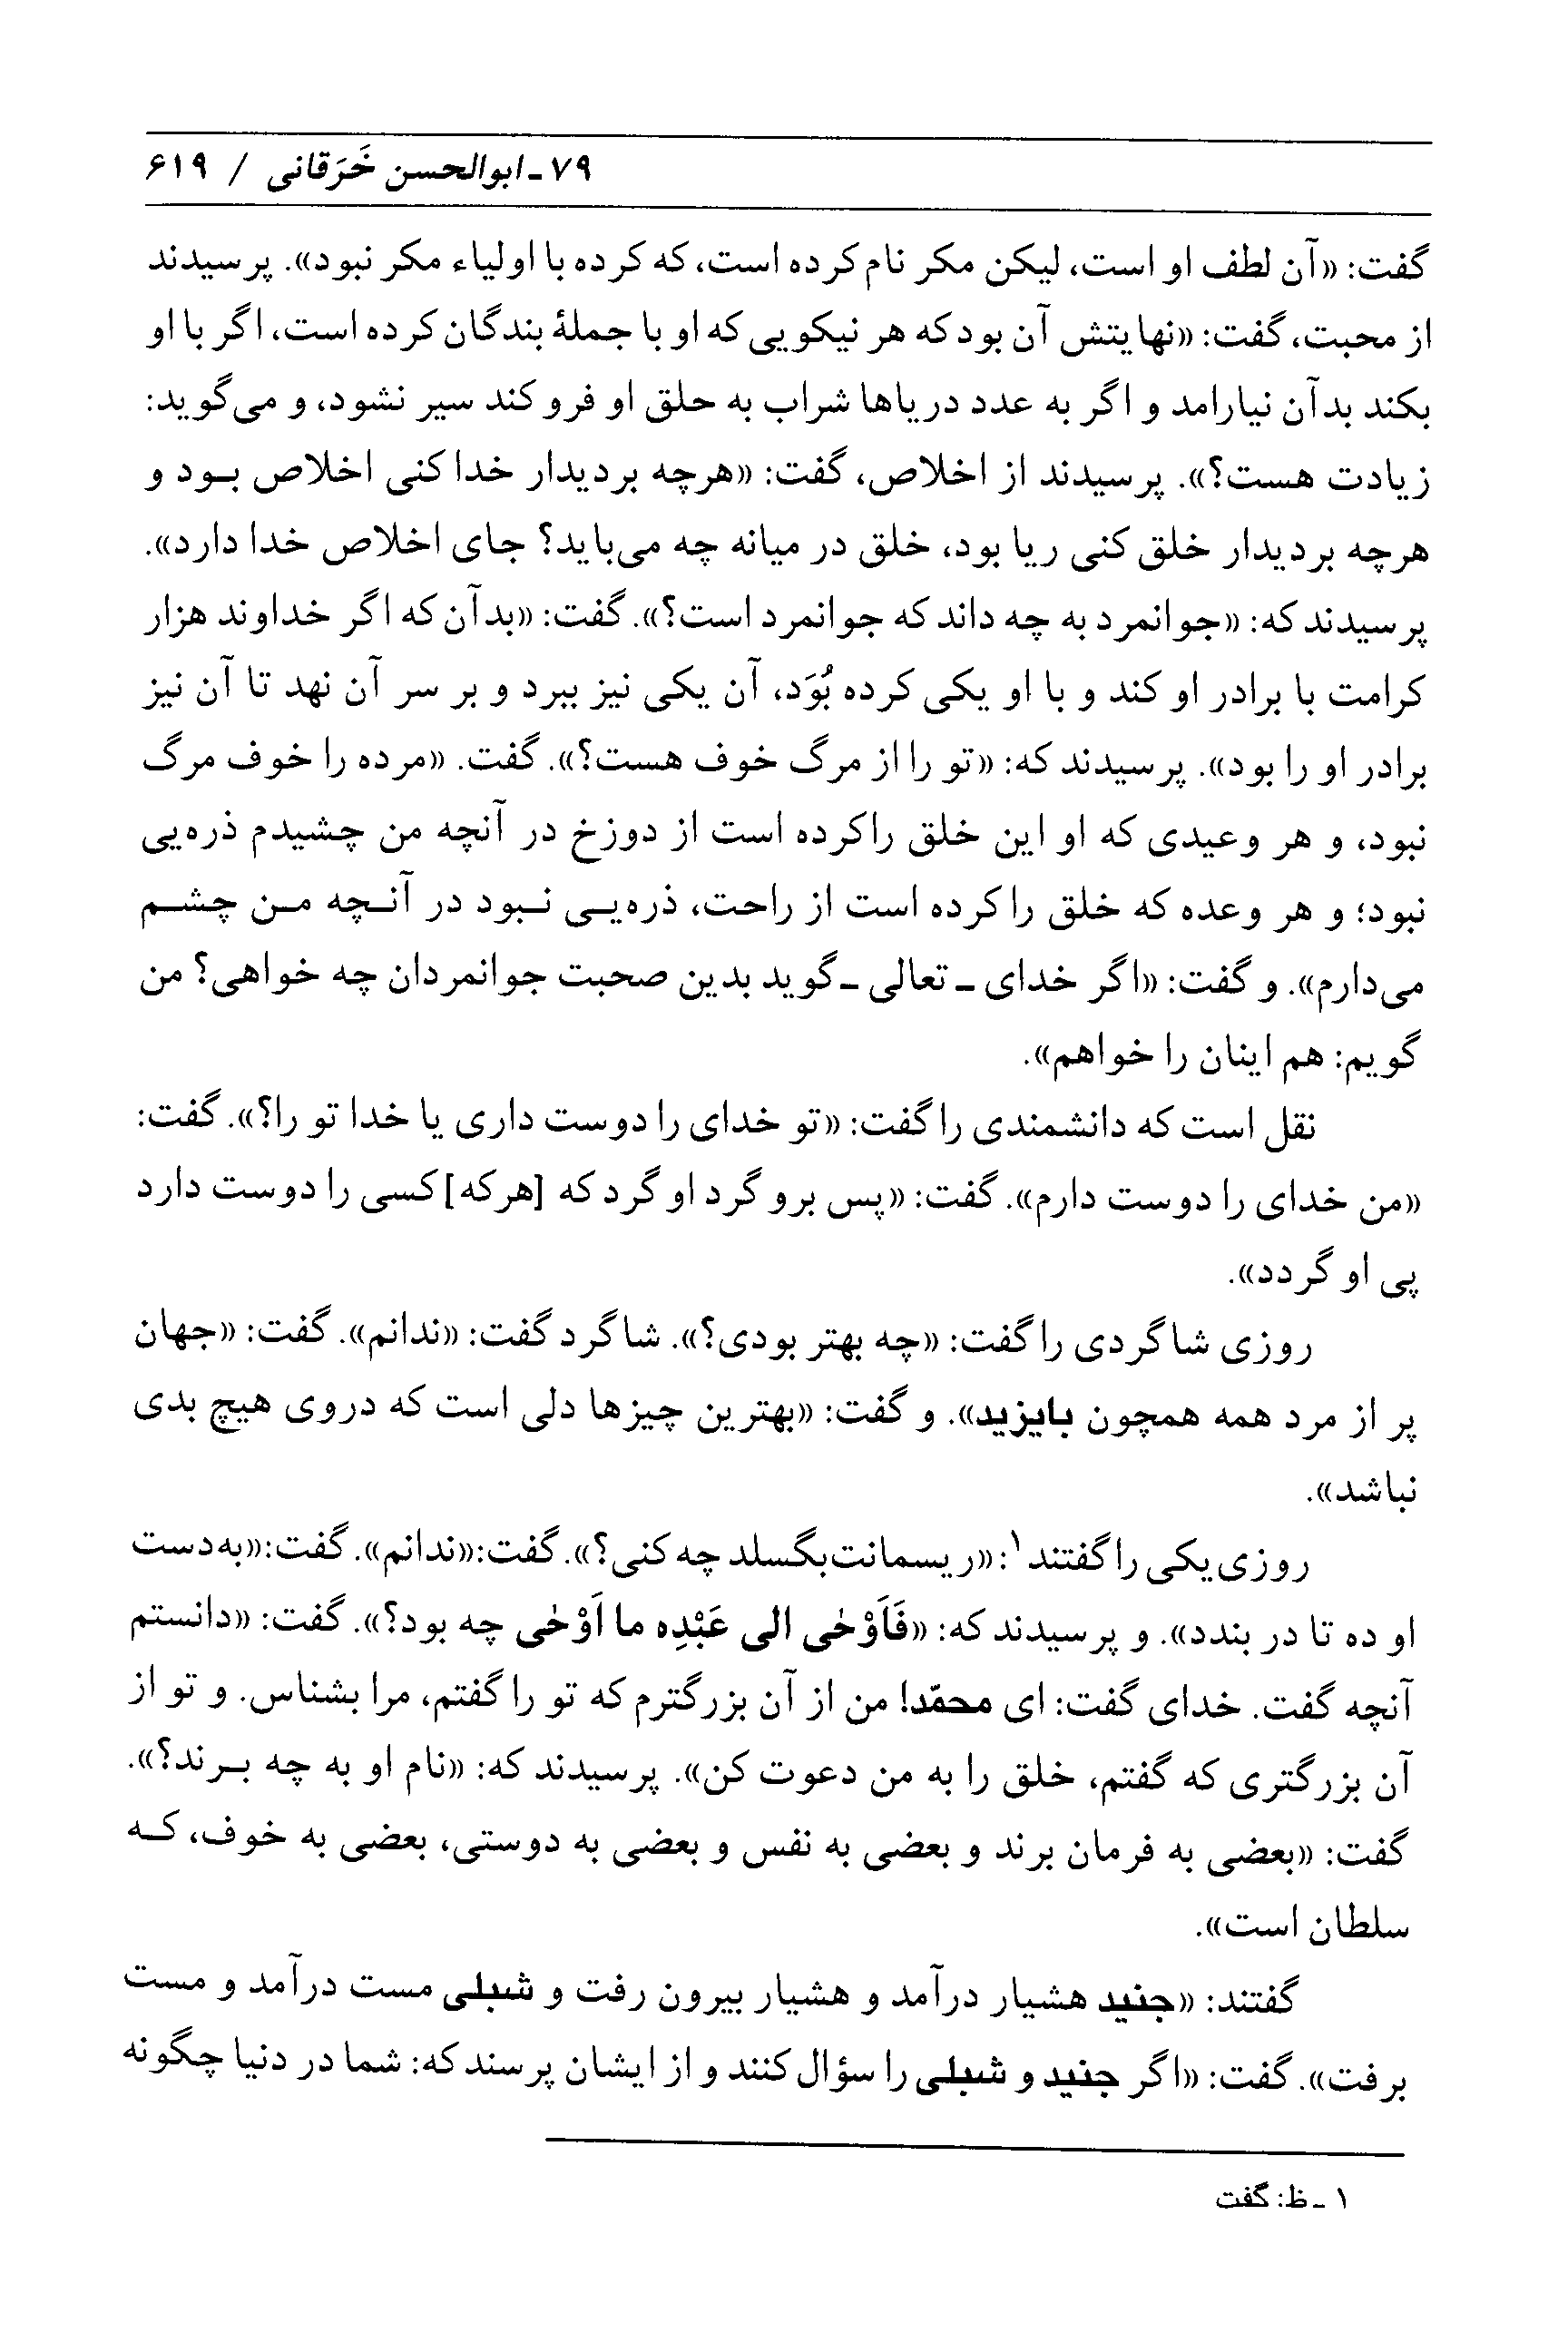 ۷۹ـ ابوالحسن خَرَقانی / ۶۱۹
گفت: «آن لطف او است، لیکن مکر نام کرده است، که کرده با اولیاء مکر نبود». پرسیدند
از محبت، گفت: «نهایتش آن بود که هر نیکویی که او با جملهٔ بندگان کرده است، اگر با او
بکند بدآن نیارامد و اگر به عدد دریاها شراب به حلق او فرو کند سیر نشود، و می‌گوید:
زیادت هست؟». پرسیدند از اخلاص، گفت: «هرچه بر دیدار خدا کنی اخلاص بـود و
هرچه بر دیدار خلق کنی ریا بود، خلق در میانه چه می‌باید؟ جای اخلاص خدا دارد».
پرسیدند که: «جوانمرد به چه داند که جوانمرد است؟». گفت: «بدآن که اگر خداوند هزار
کرامت با برادر او کند و با او یکی کرده بُوَد، آن یکی نیز ببرد و بر سر آن نهد تا آن نیز
برادر او را بود». پرسیدند که: «تو را از مرگ خوف هست؟». گفت. «مرده را خوف مرگ
نبود، و هر وعیدی که او این خلق را کرده است از دوزخ در آنچه من چشیدم ذره‌یی
نبود؛ و هر وعده که خلق را کرده است از راحت، ذره‌یـی نـبود در آنـچه مـن چشـم
می‌دارم». و گفت: «اگر خدای ـ تعالی ـ گوید بدین صحبت جوانمردان چه خواهی؟ من
گویم: هم اینان را خواهم».
نقل است که دانشمندی را گفت: «تو خدای را دوست داری یا خدا تو را؟». گفت:
«من خدای را دوست دارم». گفت: «پس برو گرد او گرد که [هرکه] کسی را دوست دارد
پی او گردد».
روزی شاگردی را گفت: «چه بهتر بودی؟». شاگرد گفت: «ندانم». گفت: «جهان
پر از مرد همه همچون بایزید». و گفت: «بهترین چیزها دلی است که دروی هیچ بدی
نباشد».
روزی یکی را گفتند۱: «ریسمانت بگسلد چه کنی؟». گفت: «ندانم». گفت: «به‌دست
او ده تا در بندد». و پرسیدند که: «فَاَوْحٰی الی عَبْدِه ما اَوْحٰی چه بود؟». گفت: «دانستم
آنچه گفت. خدای گفت: ای محمّد! من از آن بزرگترم که تو را گفتم، مرا بشناس. و تو از
آن بزرگتری که گفتم، خلق را به من دعوت کن». پرسیدند که: «نام او به چه بـرند؟».
گفت: «بعضی به فرمان برند و بعضی به نفس و بعضی به دوستی، بعضی به خوف، کـه
سلطان است».
گفتند: «جنید هشیار درآمد و هشیار بیرون رفت و شبلی مست درآمد و مست
برفت». گفت: «اگر جنید و شبلی را سؤال کنند و از ایشان پرسند که: شما در دنیا چگونه
۱ ـ ظ: گفت